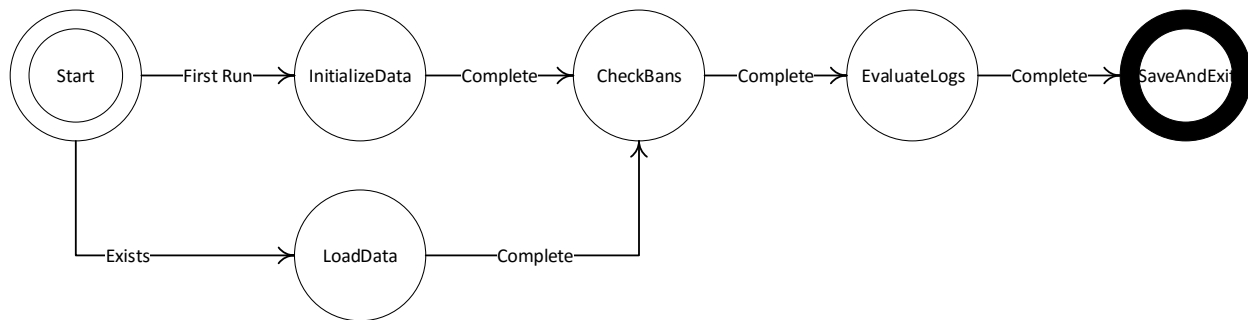 Start
First Run
InitializeData
Complete
CheckBans
Complete
EvaluateLogs
Complete
SaveAndExit
Exists
LoadData
Complete